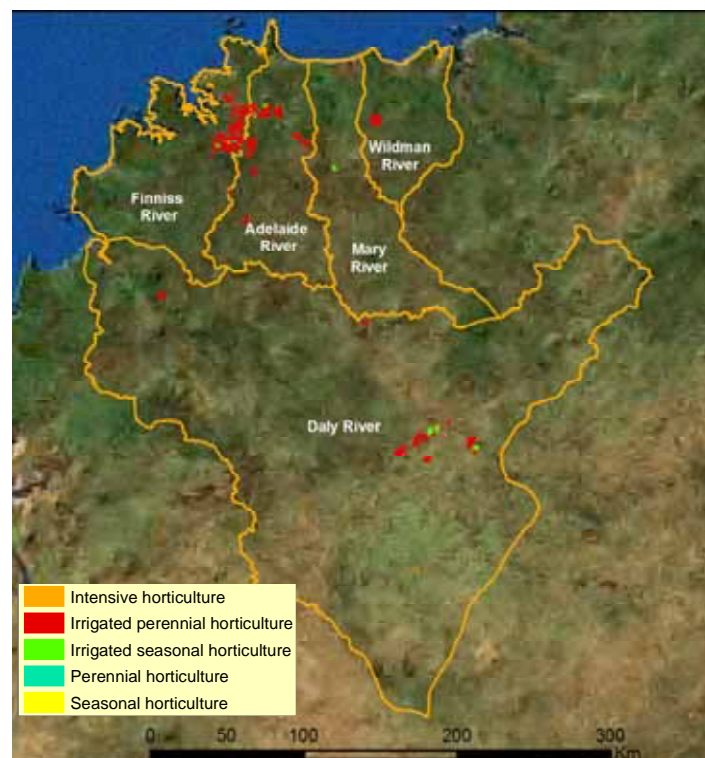 Wildman
River
Finniss
River
Adelaide
River
Mary
River
Daly River
Intensive horticulture
Irrigated perennial horticulture
Irrigated seasonal horticulture
Perennial horticulture
Seasonal horticulture
0 50 100 200 300
Km